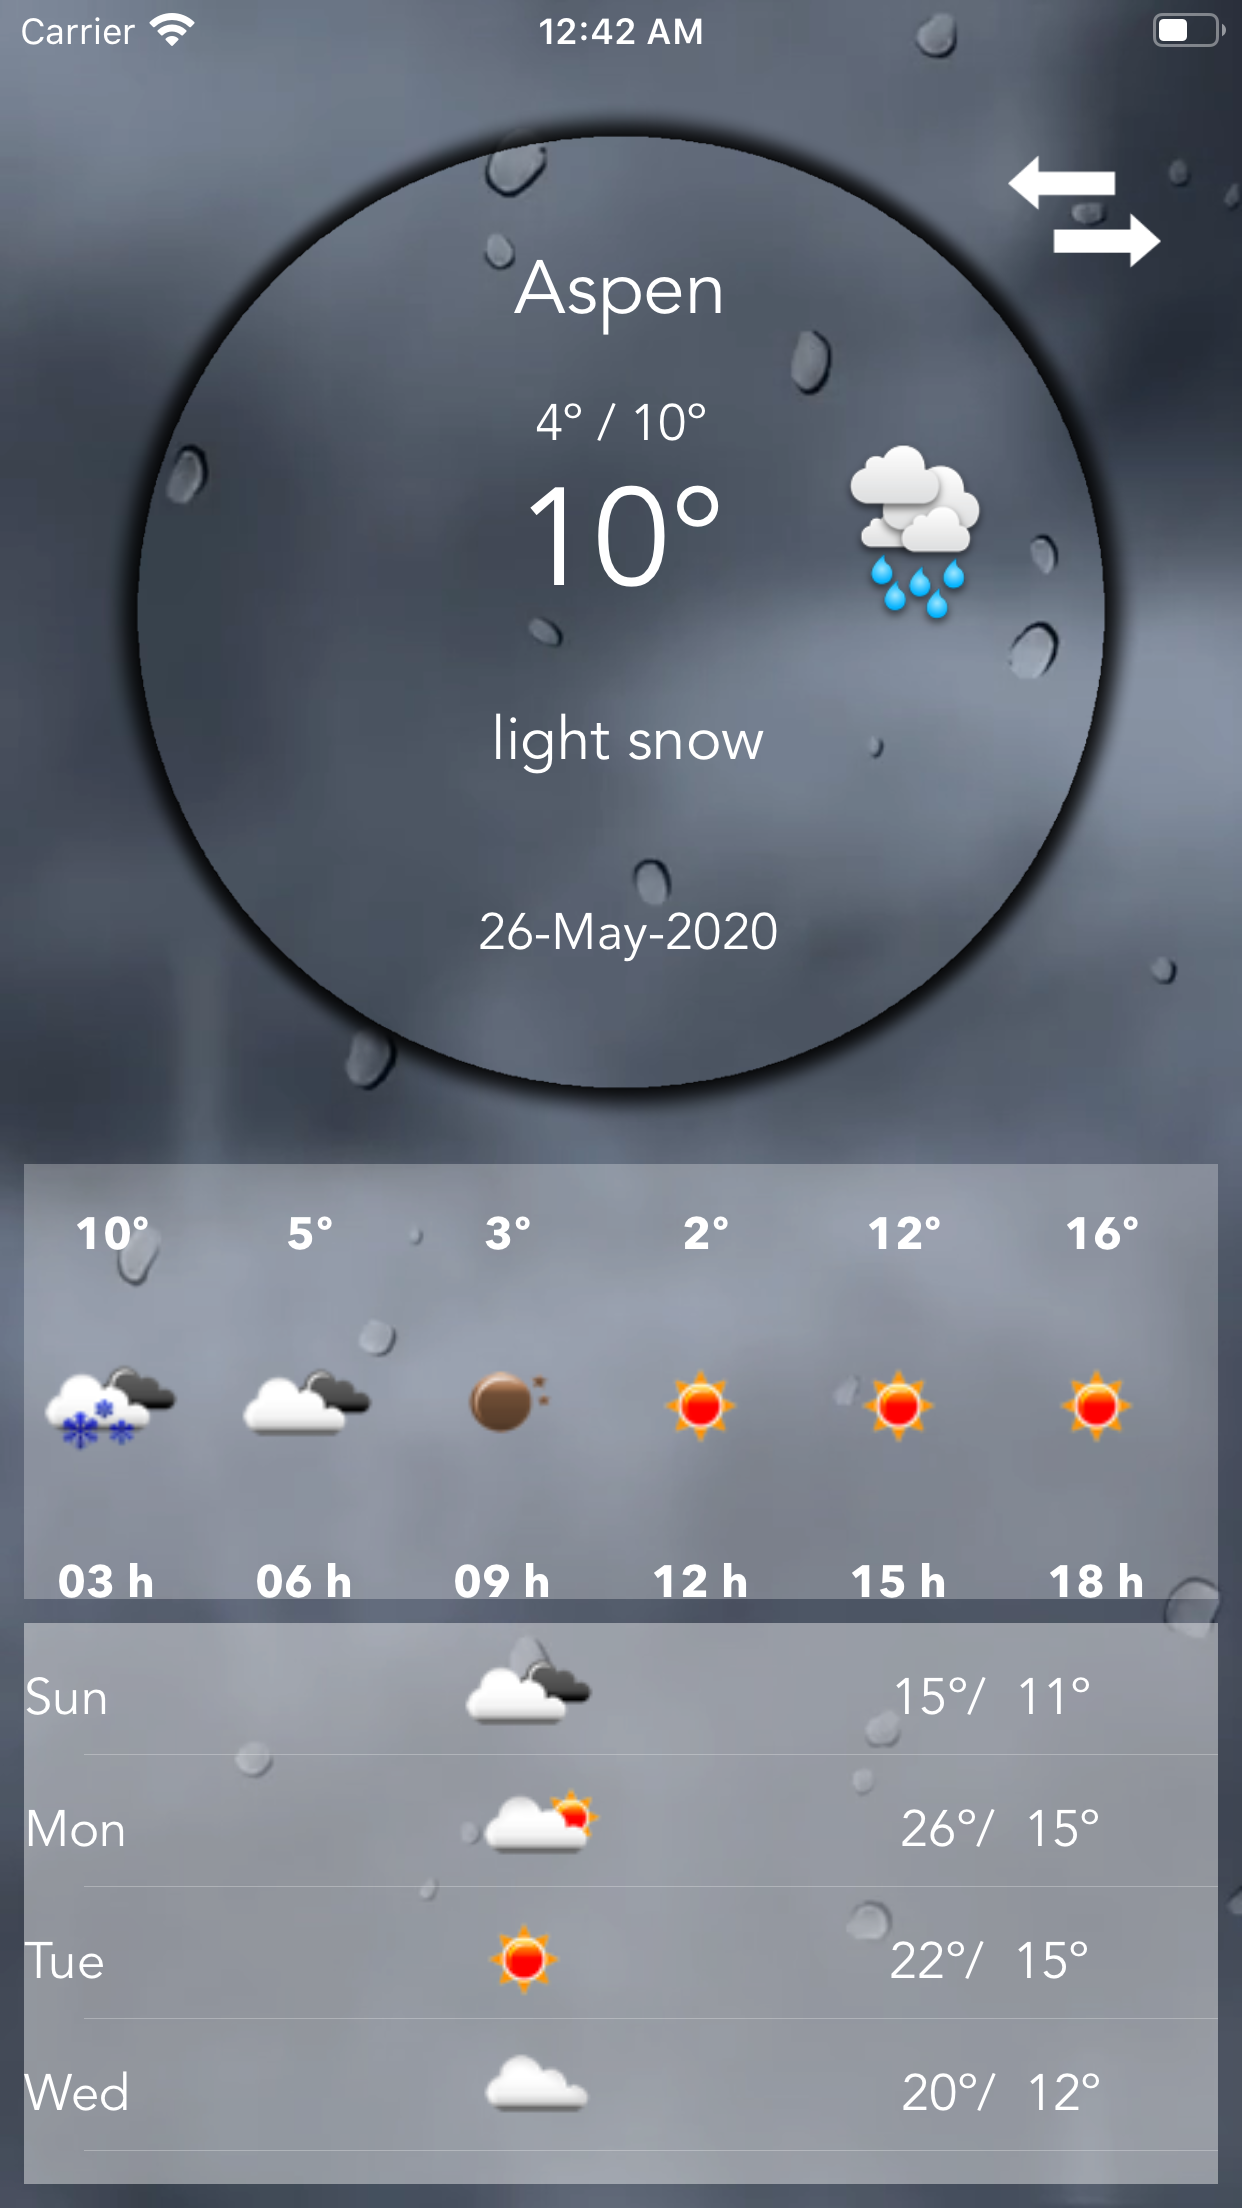 Carrier 12:42 AM
Aspen
4° / 10°
10°
light snow
26-May-2020
10° 5° 3° 2° 12° 16°
03 h 06 h 09 h 12 h 15 h 18 h
Sun 15°/ 11°
Mon 26°/ 15°
Tue 22°/ 15°
Wed 20°/ 12°